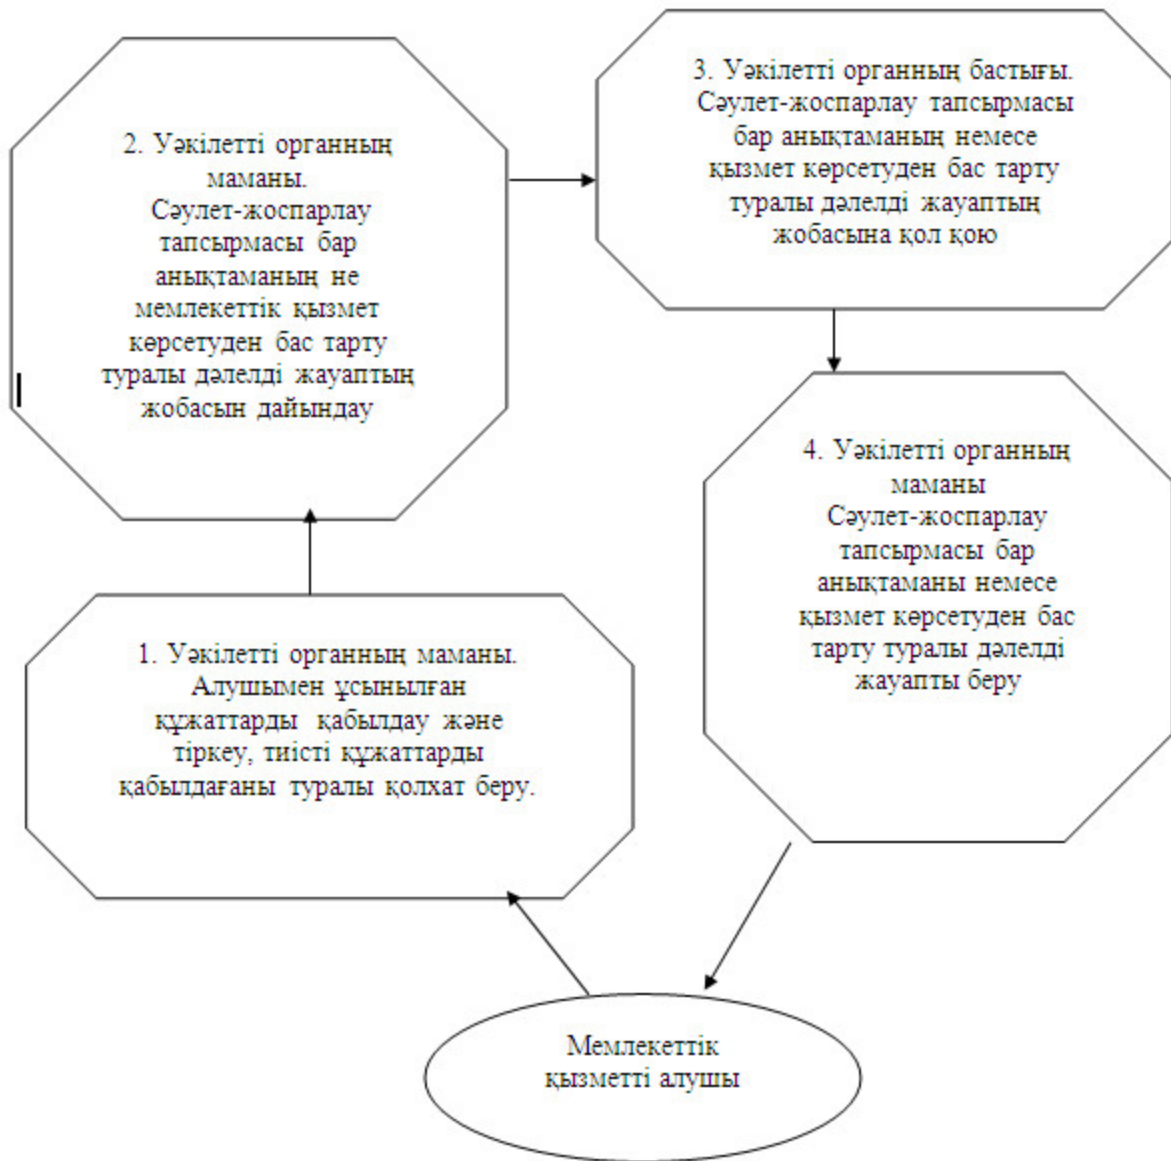 2. Уәкілетті органның
маманы.
Сәулет-жоспарлау
тапсырмасы бар
анықтаманың не
мемлекеттік қызмет
көрсетуден бас тарту
туралы дәлелді жауаптың
жобасын дайындау
3. Уәкілетті органның бастығы.
Сәулет-жоспарлау тапсырмасы
бар анықтаманың немесе
қызмет көрсетуден бас тарту
туралы дәлелді жауаптың
жобасына қол қою
4. Уәкілетті органның
маманы
Сәулет-жоспарлау
тапсырмасы бар
анықтаманы немесе
қызмет көрсетуден бас
тарту туралы дәлелді
жауапты беру
1. Уәкілетті органның маманы.
Алушымен ұсынылған
құжаттарды қабылдау және
тіркеу, тиісті құжаттарды
қабылдағаны туралы қолхат беру.
Мемлекеттік
қызметті алушы